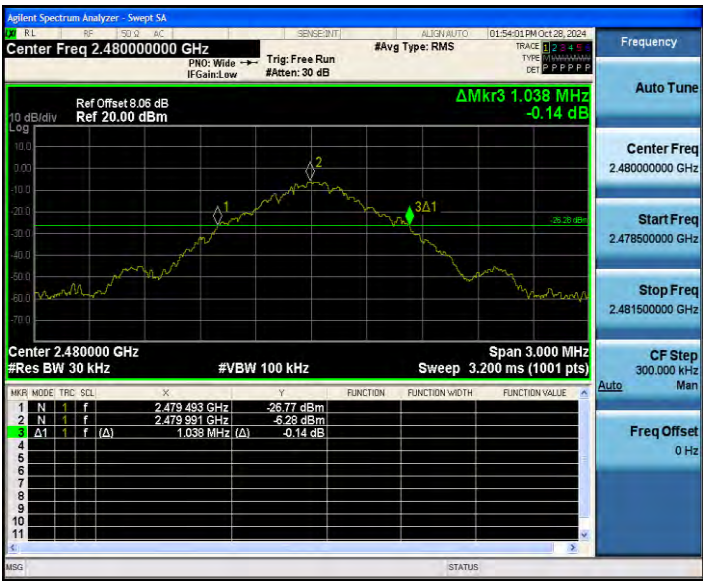 Agilent Spectrum Analyzer - Swept SA
RL RF 50 Ω AC SENSE:INT ALIGN AUTO 01:54:01 PM Oct 28, 2024
Center Freq 2.480000000 GHz
PNO: Wide
IFGain:Low
Trig: Free Run
#Atten: 30 dB
#Avg Type: RMS
TRACE 1 2 3 4 5 6
TYPE M
DET P P P P P P
Frequency
Auto Tune
Center Freq
2.480000000 GHz
Start Freq
2.478500000 GHz
Stop Freq
2.481500000 GHz
CF Step
300.000 kHz
Auto Man
Freq Offset
0 Hz
Ref Offset 8.06 dB
10 dB/div Ref 20.00 dBm
Log
ΔMkr3 1.038 MHz
-0.14 dB
10.0
0.00
-10.0
-20.0
-30.0
-40.0
-50.0
-60.0
-70.0
1
2
3Δ1
-26.28 dBm
Center 2.480000 GHz Span 3.000 MHz
#Res BW 30 kHz #VBW 100 kHz Sweep 3.200 ms (1001 pts)
MKR MODE TRC SCL X Y FUNCTION FUNCTION WIDTH FUNCTION VALUE
1 N 1 f 2.479 493 GHz -26.77 dBm
2 N 1 f 2.479 991 GHz -6.28 dBm
3 Δ1 1 f (Δ) 1.038 MHz (Δ) -0.14 dB
4
5
6
7
8
9
10
11
MSG STATUS